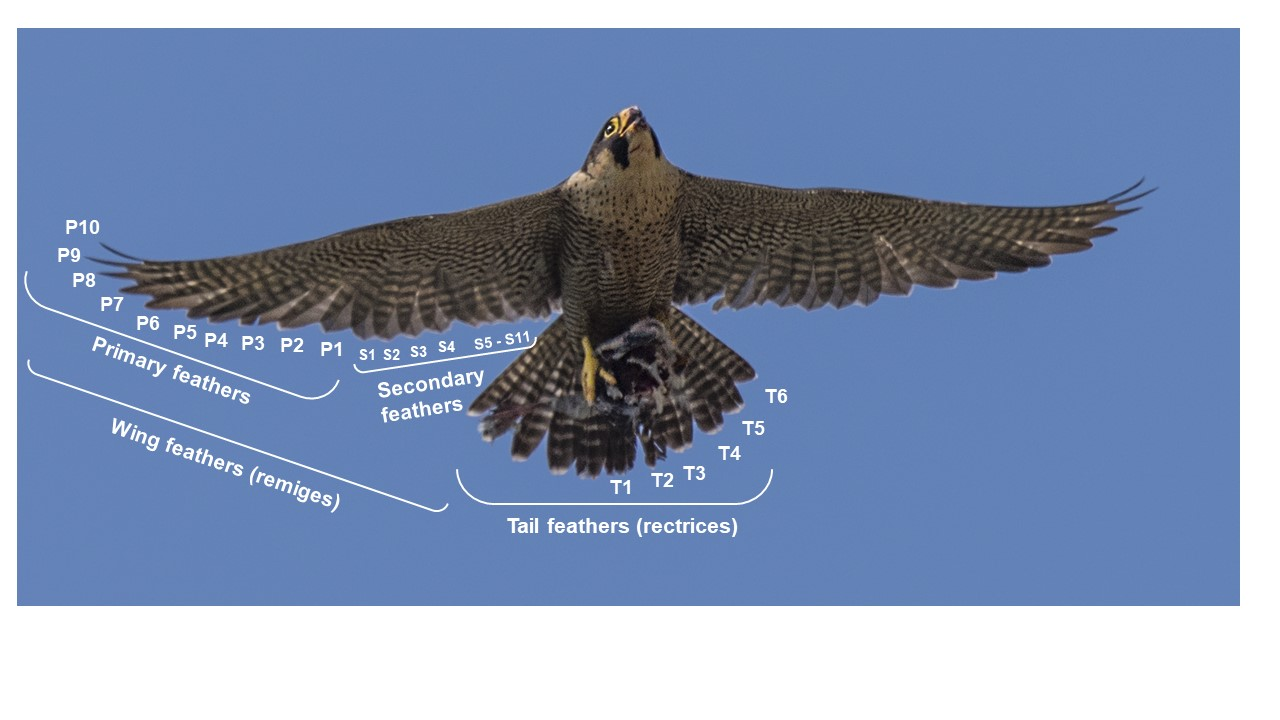 P10
P9
P8
P7
P6
P5
P4
P3
P2
P1
S1
S2
S3
S4
S5 - S11
Primary feathers
Secondary
feathers
Wing feathers (remiges)
T6
T5
T4
T3
T2
T1
Tail feathers (rectrices)